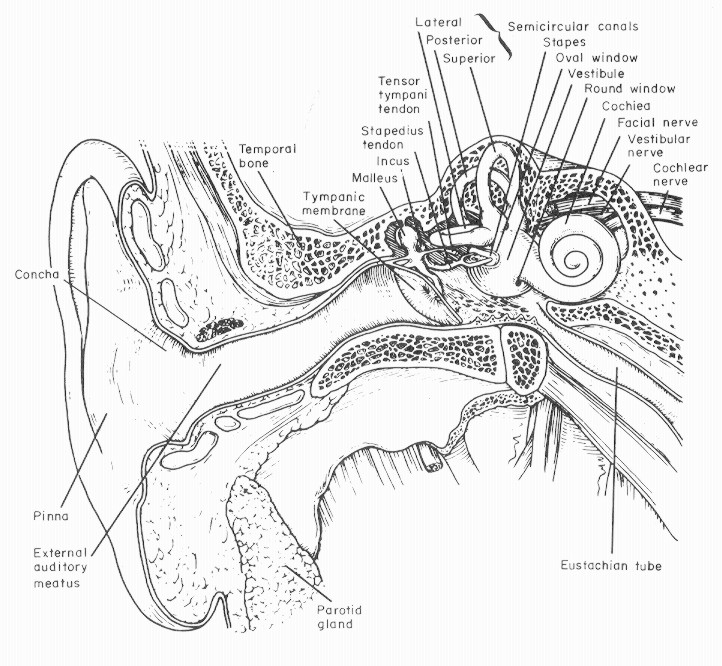 Lateral
Posterior
Superior
Semicircular canals
Stapes
Oval window
Vestibule
Round window
Cochlea
Facial nerve
Vestibular
nerve
Cochlear
nerve
Tensor
tympani
tendon
Stapedius
tendon
Incus
Malleus
Temporal
bone
Tympanic
membrane
Concha
Pinna
External
auditory
meatus
Parotid
gland
Eustachian tube